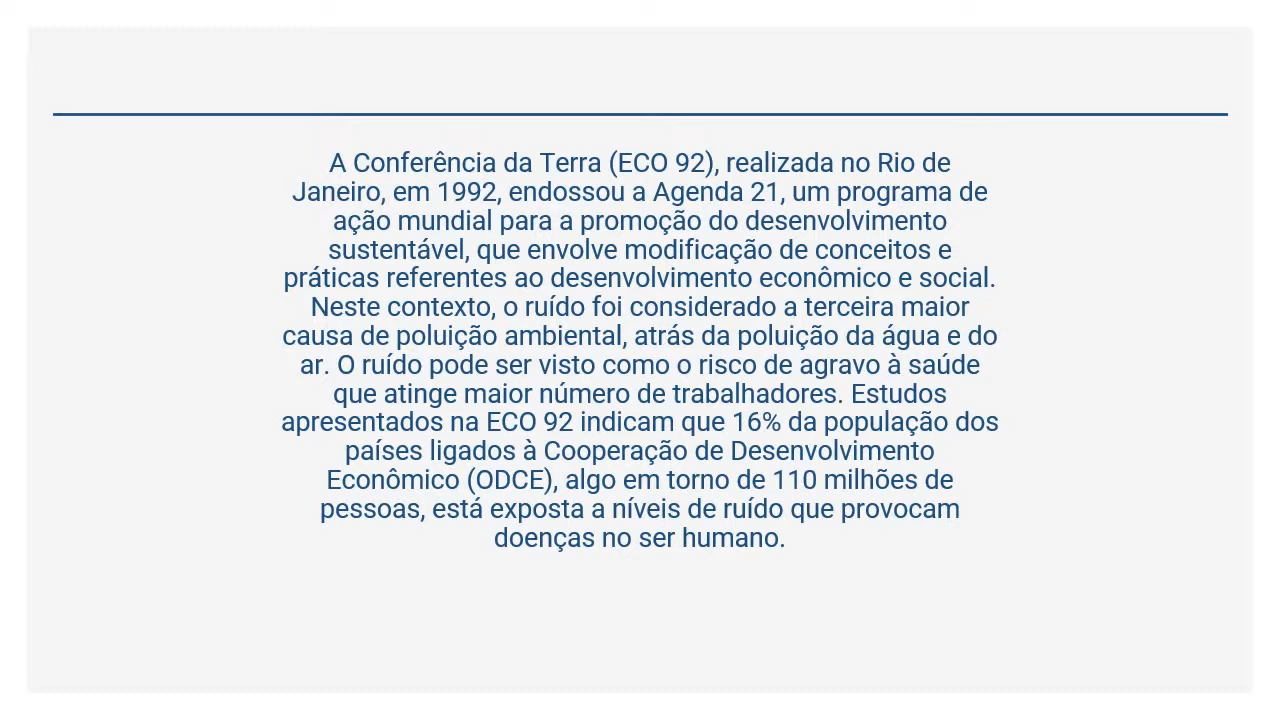 A Conferência da Terra (ECO 92), realizada no Rio de
Janeiro, em 1992, endossou a Agenda 21, um programa de
ação mundial para a promoção do desenvolvimento
sustentável, que envolve modificação de conceitos e
práticas referentes ao desenvolvimento econômico e social.
Neste contexto, o ruído foi considerado a terceira maior
causa de poluição ambiental, atrás da poluição da água e do
ar. O ruído pode ser visto como o risco de agravo à saúde
que atinge maior número de trabalhadores. Estudos
apresentados na ECO 92 indicam que 16% da população dos
países ligados à Cooperação de Desenvolvimento
Econômico (ODCE), algo em torno de 110 milhões de
pessoas, está exposta a níveis de ruído que provocam
doenças no ser humano.